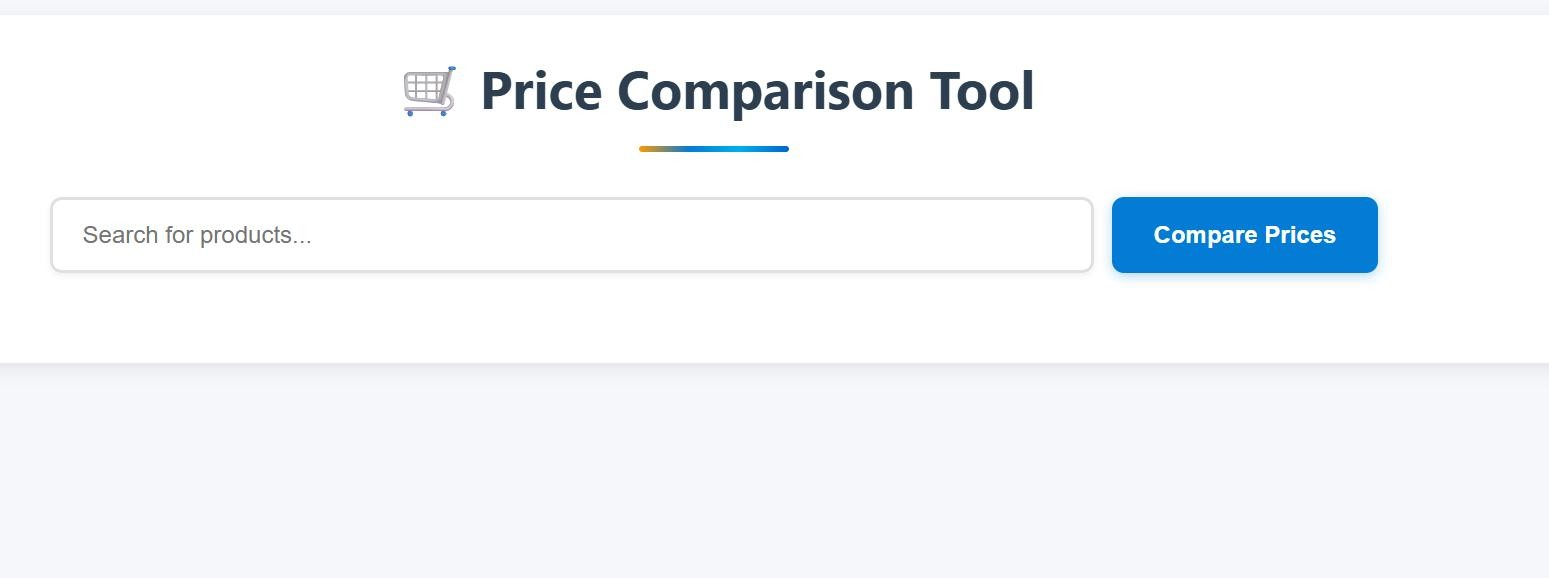 Price Comparison Tool
Search for products...
Compare Prices